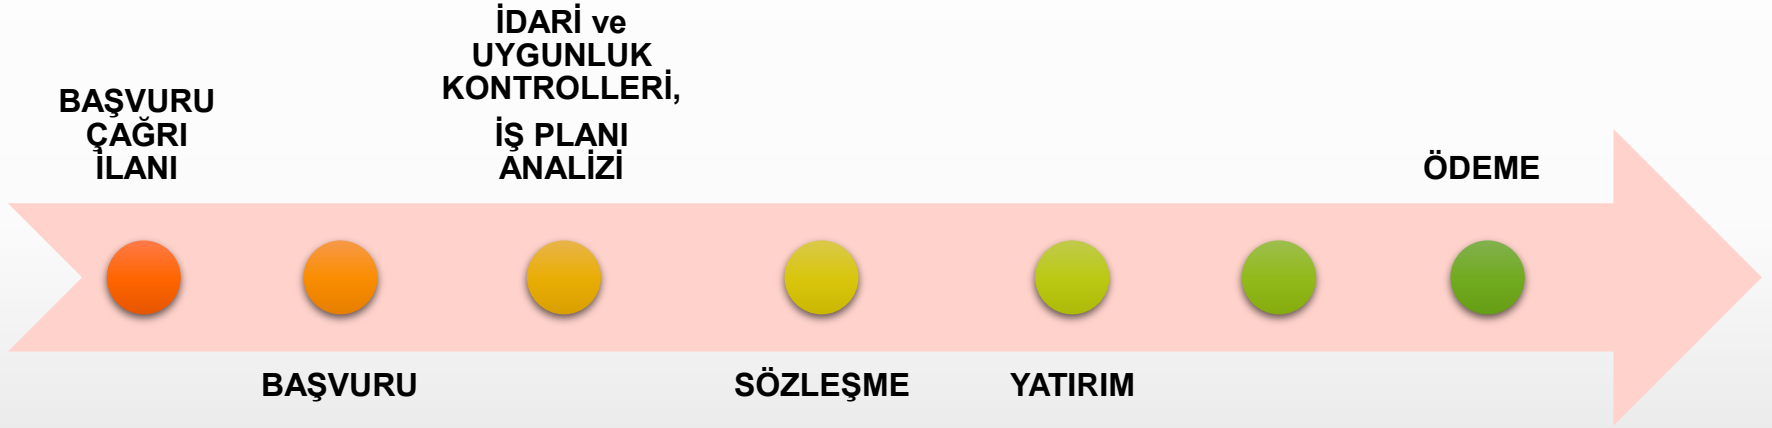 BAŞVURU
ÇAĞRI
İLANI
BAŞVURU
İDARİ ve
UYGUNLUK
KONTROLLERİ,
İŞ PLANI
ANALİZİ
SÖZLEŞME
YATIRIM
ÖDEME